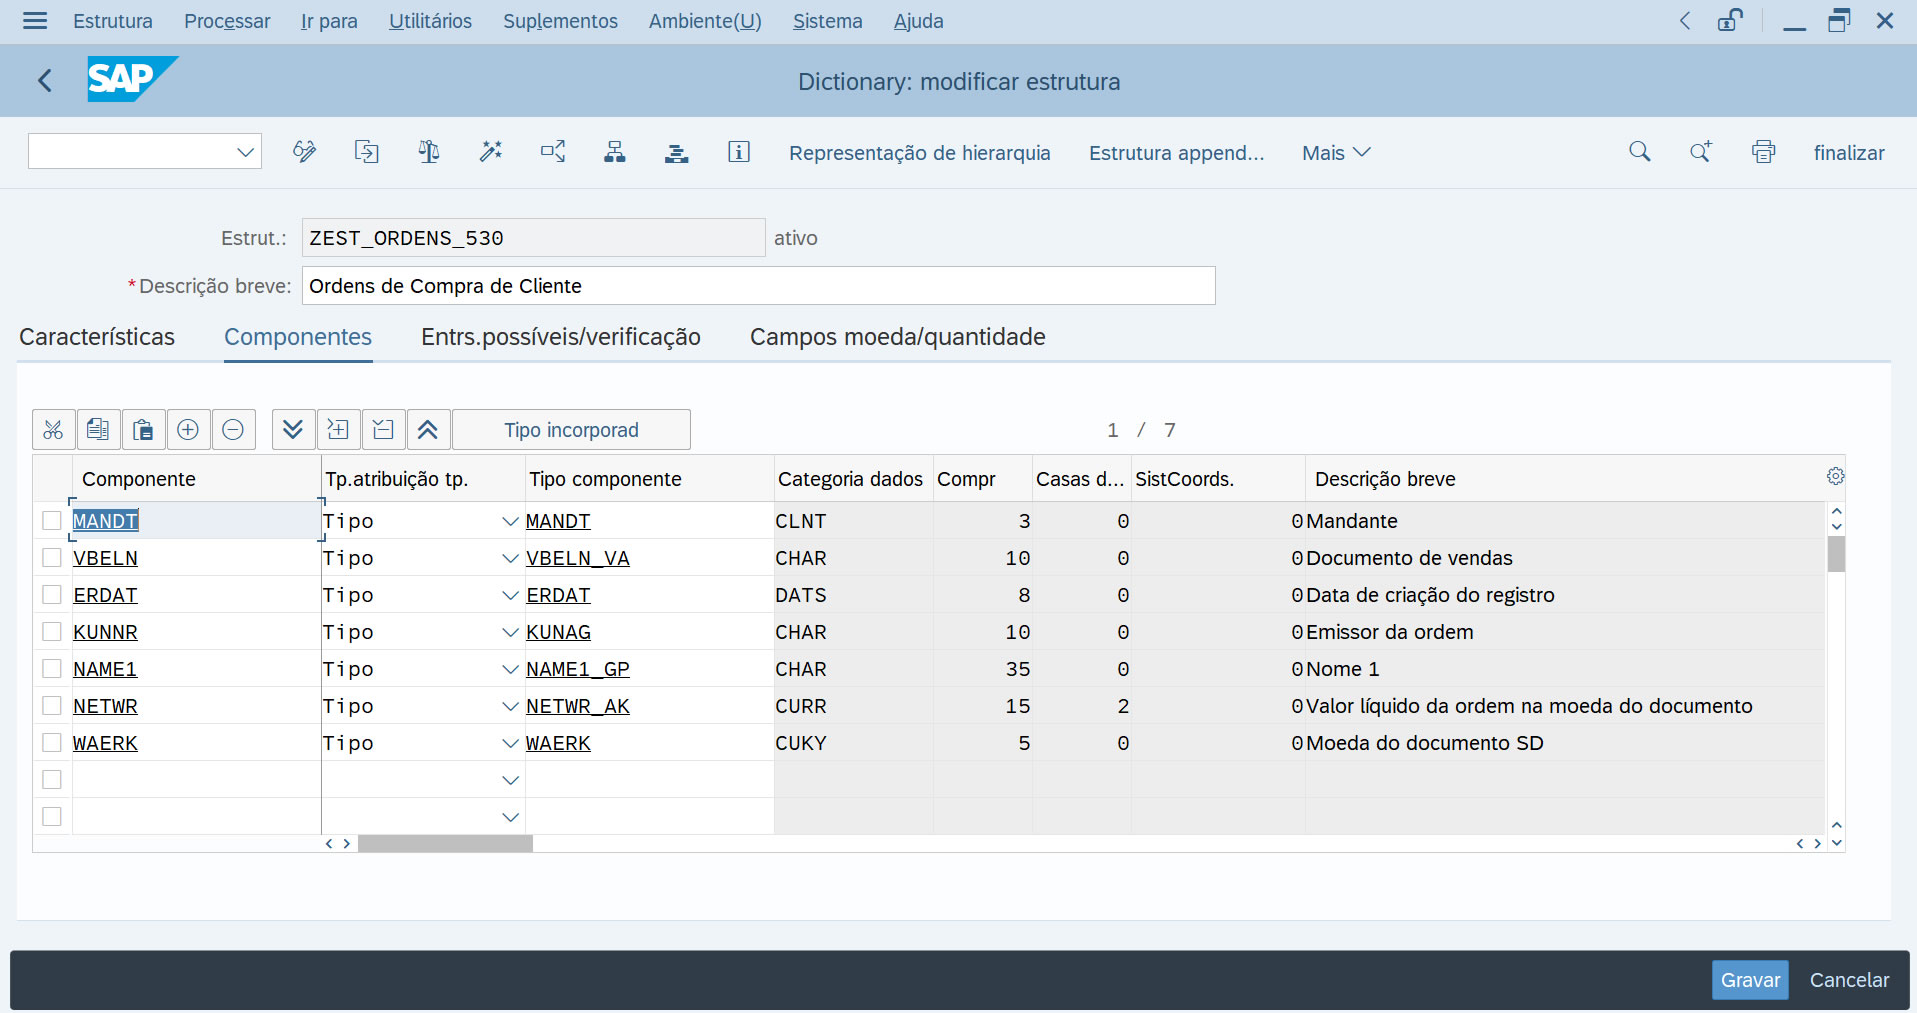 Estrutura Processar Ir para Utilitários Suplementos Ambiente(U) Sistema Ajuda
SAP Dictionary: modificar estrutura
Representação de hierarquia Estrutura append... Mais finalizar
Estrut.: ZEST_ORDENS_530 ativo
*Descrição breve: Ordens de Compra de Cliente
Características Componentes Entrs.possíveis/verificação Campos moeda/quantidade
Tipo incorporad 1 / 7
Componente Tp.atribuição tp. Tipo componente Categoria dados Compr Casas d... SistCoords. Descrição breve
MANDT Tipo MANDT CLNT 3 0 0 Mandante
VBELN Tipo VBELN_VA CHAR 10 0 0 Documento de vendas
ERDAT Tipo ERDAT DATS 8 0 0 Data de criação do registro
KUNNR Tipo KUNAG CHAR 10 0 0 Emissor da ordem
NAME1 Tipo NAME1_GP CHAR 35 0 0 Nome 1
NETWR Tipo NETWR_AK CURR 15 2 0 Valor líquido da ordem na moeda do documento
WAERK Tipo WAERK CUKY 5 0 0 Moeda do documento SD
Gravar Cancelar